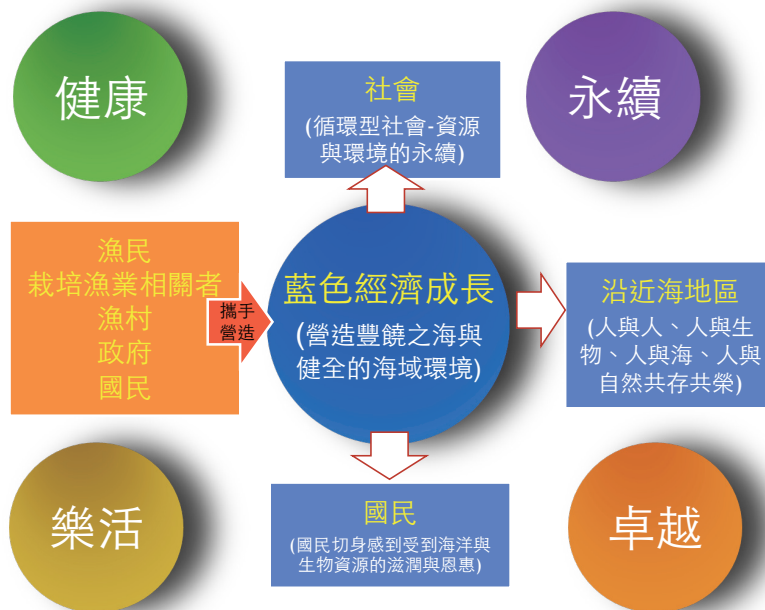 健康
社會
(循環型社會-資源
與環境的永續)
永續
漁民
栽培漁業相關者
漁村
政府
國民
攜手
營造
藍色經濟成長
(營造豐饒之海與
健全的海域環境)
沿近海地區
(人與人、人與生
物、人與海、人與
自然共存共榮)
樂活
國民
(國民切身感到受到海洋與
生物資源的滋潤與恩惠)
卓越